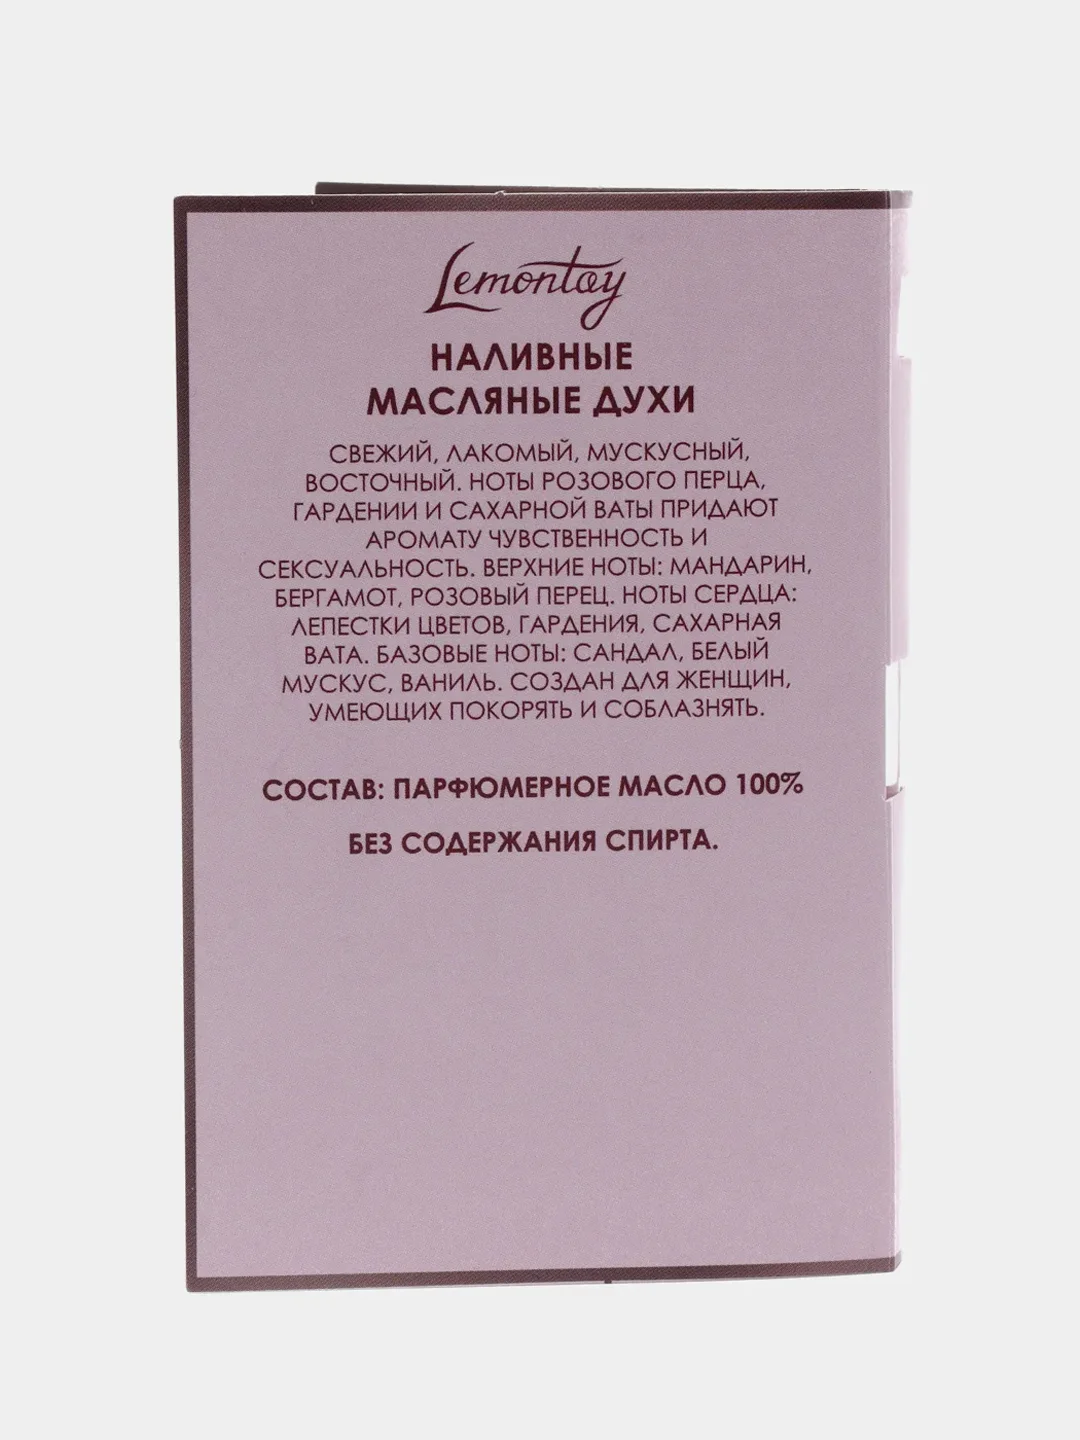 Lemontay
НАЛИВНЫЕ
МАСЛЯНЫЕ ДУХИ
СВЕЖИЙ, ЛАКОМЫЙ, МУСКУСНЫЙ,
ВОСТОЧНЫЙ. НОТЫ РОЗОВОГО ПЕРЦА,
ГАРДЕНИИ И САХАРНОЙ ВАТЫ ПРИДАЮТ
АРОМАТУ ЧУВСТВЕННОСТЬ И
СЕКСУАЛЬНОСТЬ. ВЕРХНИЕ НОТЫ: МАНДАРИН,
БЕРГАМОТ, РОЗОВЫЙ ПЕРЕЦ. НОТЫ СЕРДЦА:
ЛЕПЕСТКИ ЦВЕТОВ, ГАРДЕНИЯ, САХАРНАЯ
ВАТА. БАЗОВЫЕ НОТЫ: САНДАЛ, БЕЛЫЙ
МУСКУС, ВАНИЛЬ. СОЗДАН ДЛЯ ЖЕНЩИН,
УМЕЮЩИХ ПОКОРЯТЬ И СОБЛАЗНЯТЬ.
СОСТАВ: ПАРФЮМЕРНОЕ МАСЛО 100%
БЕЗ СОДЕРЖАНИЯ СПИРТА.